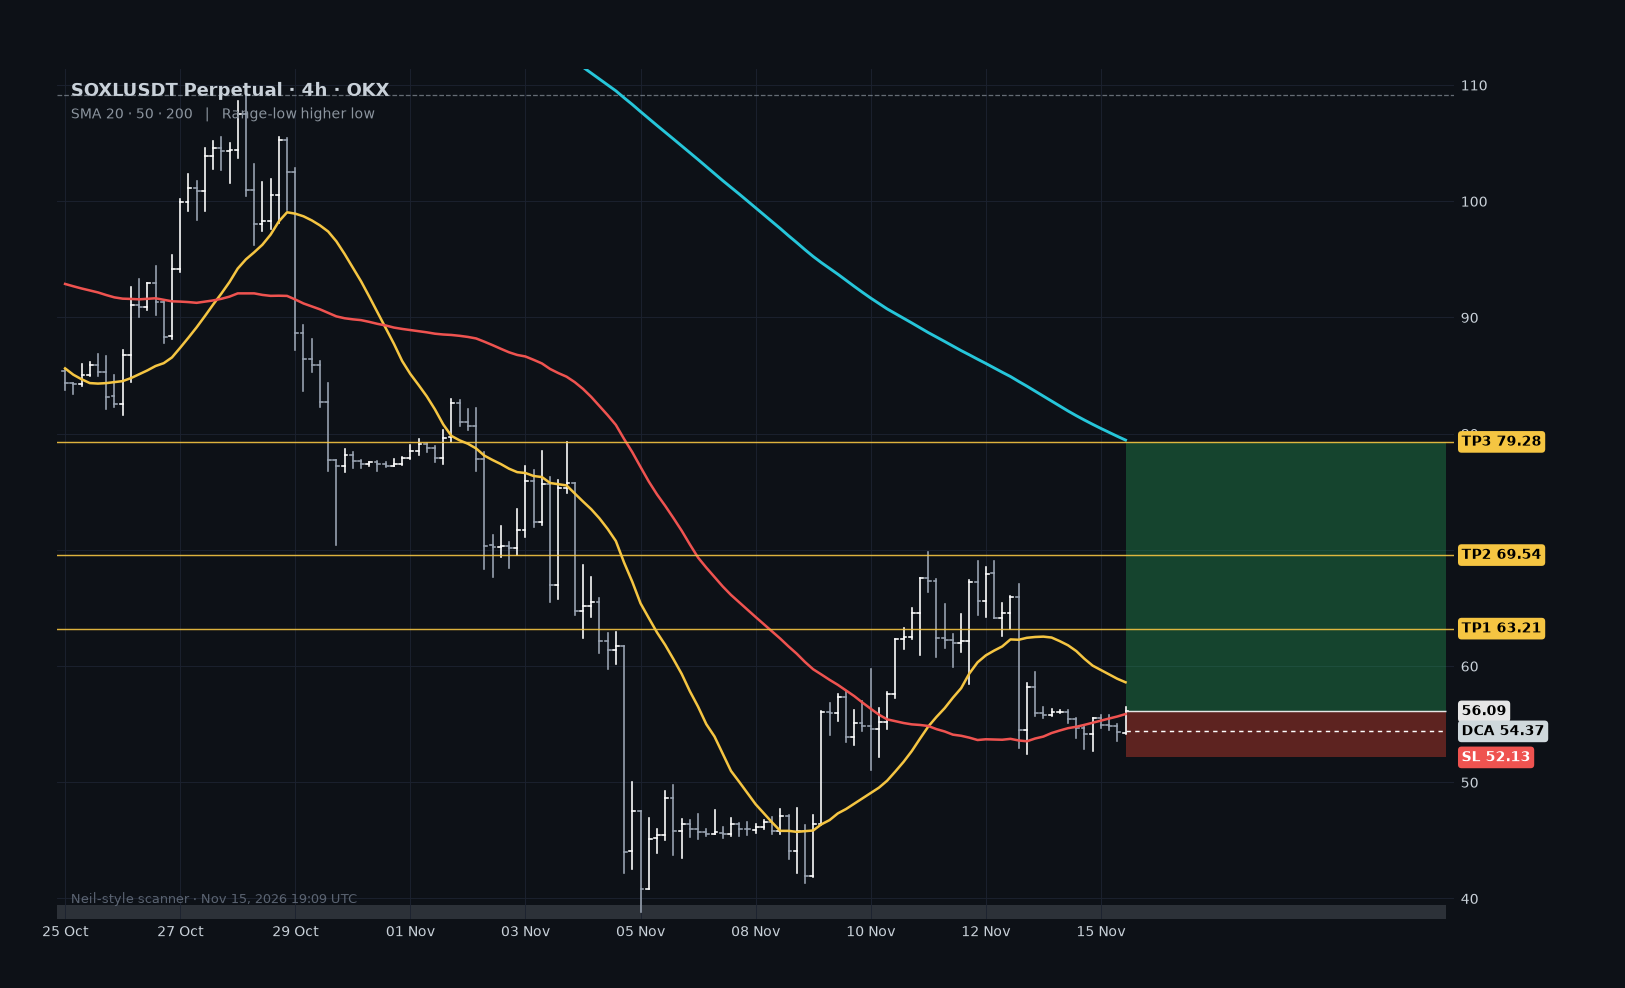 SOXLUSDT Perpetual · 4h · OKX
SMA 20 · 50 · 200 | Range-low higher low
110
100
90
TP3 79.28
TP2 69.54
TP1 63.21
60
56.09
DCA 54.37
SL 52.13
50
40
Neil-style scanner · Nov 15, 2026 19:09 UTC
25 Oct 27 Oct 29 Oct 01 Nov 03 Nov 05 Nov 08 Nov 10 Nov 12 Nov 15 Nov